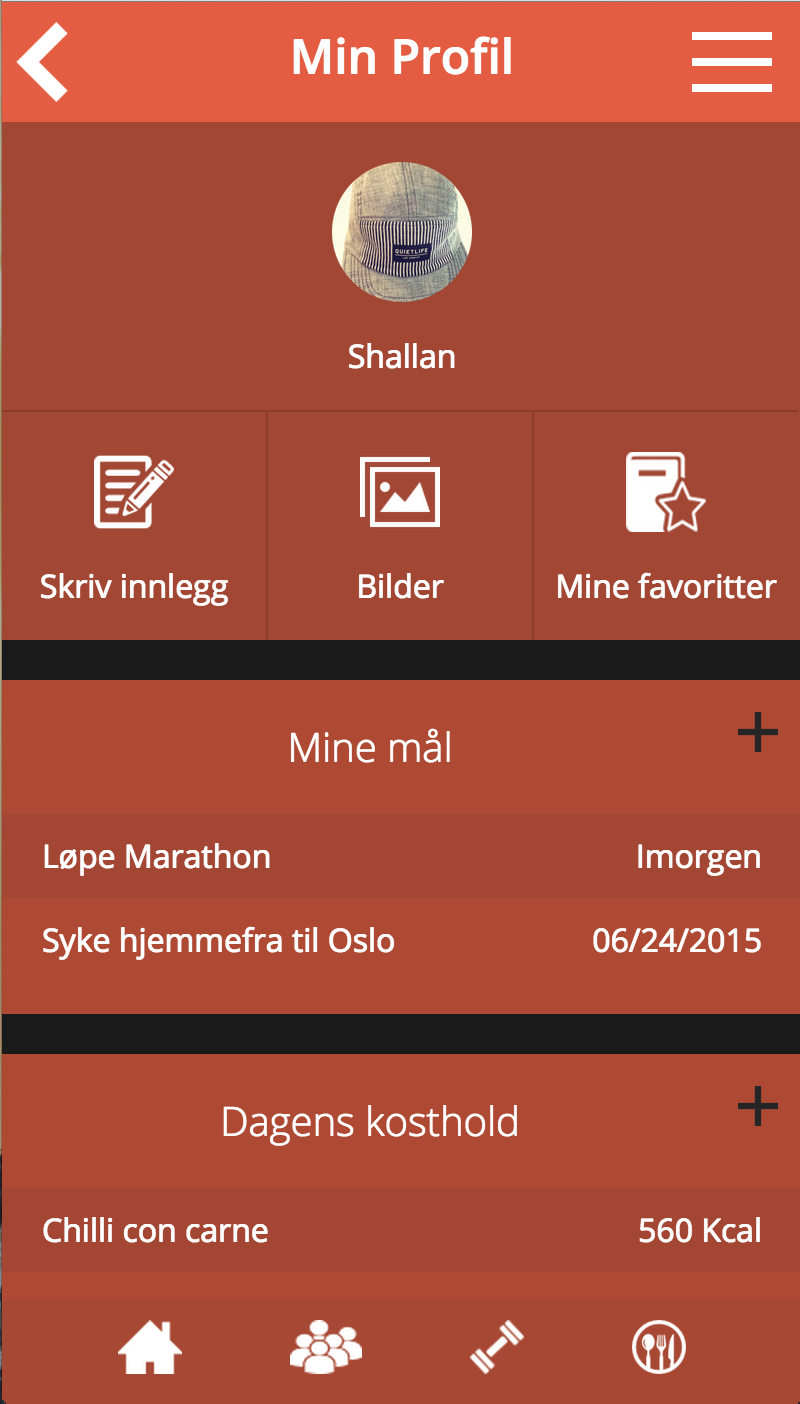 Min Profil
QUIETLIFE
Shallan
Skriv innlegg
Bilder
Mine favoritter
Mine mål
Løpe Marathon
Imorgen
Syke hjemmefra til Oslo
06/24/2015
Dagens kosthold
Chilli con carne
560 Kcal